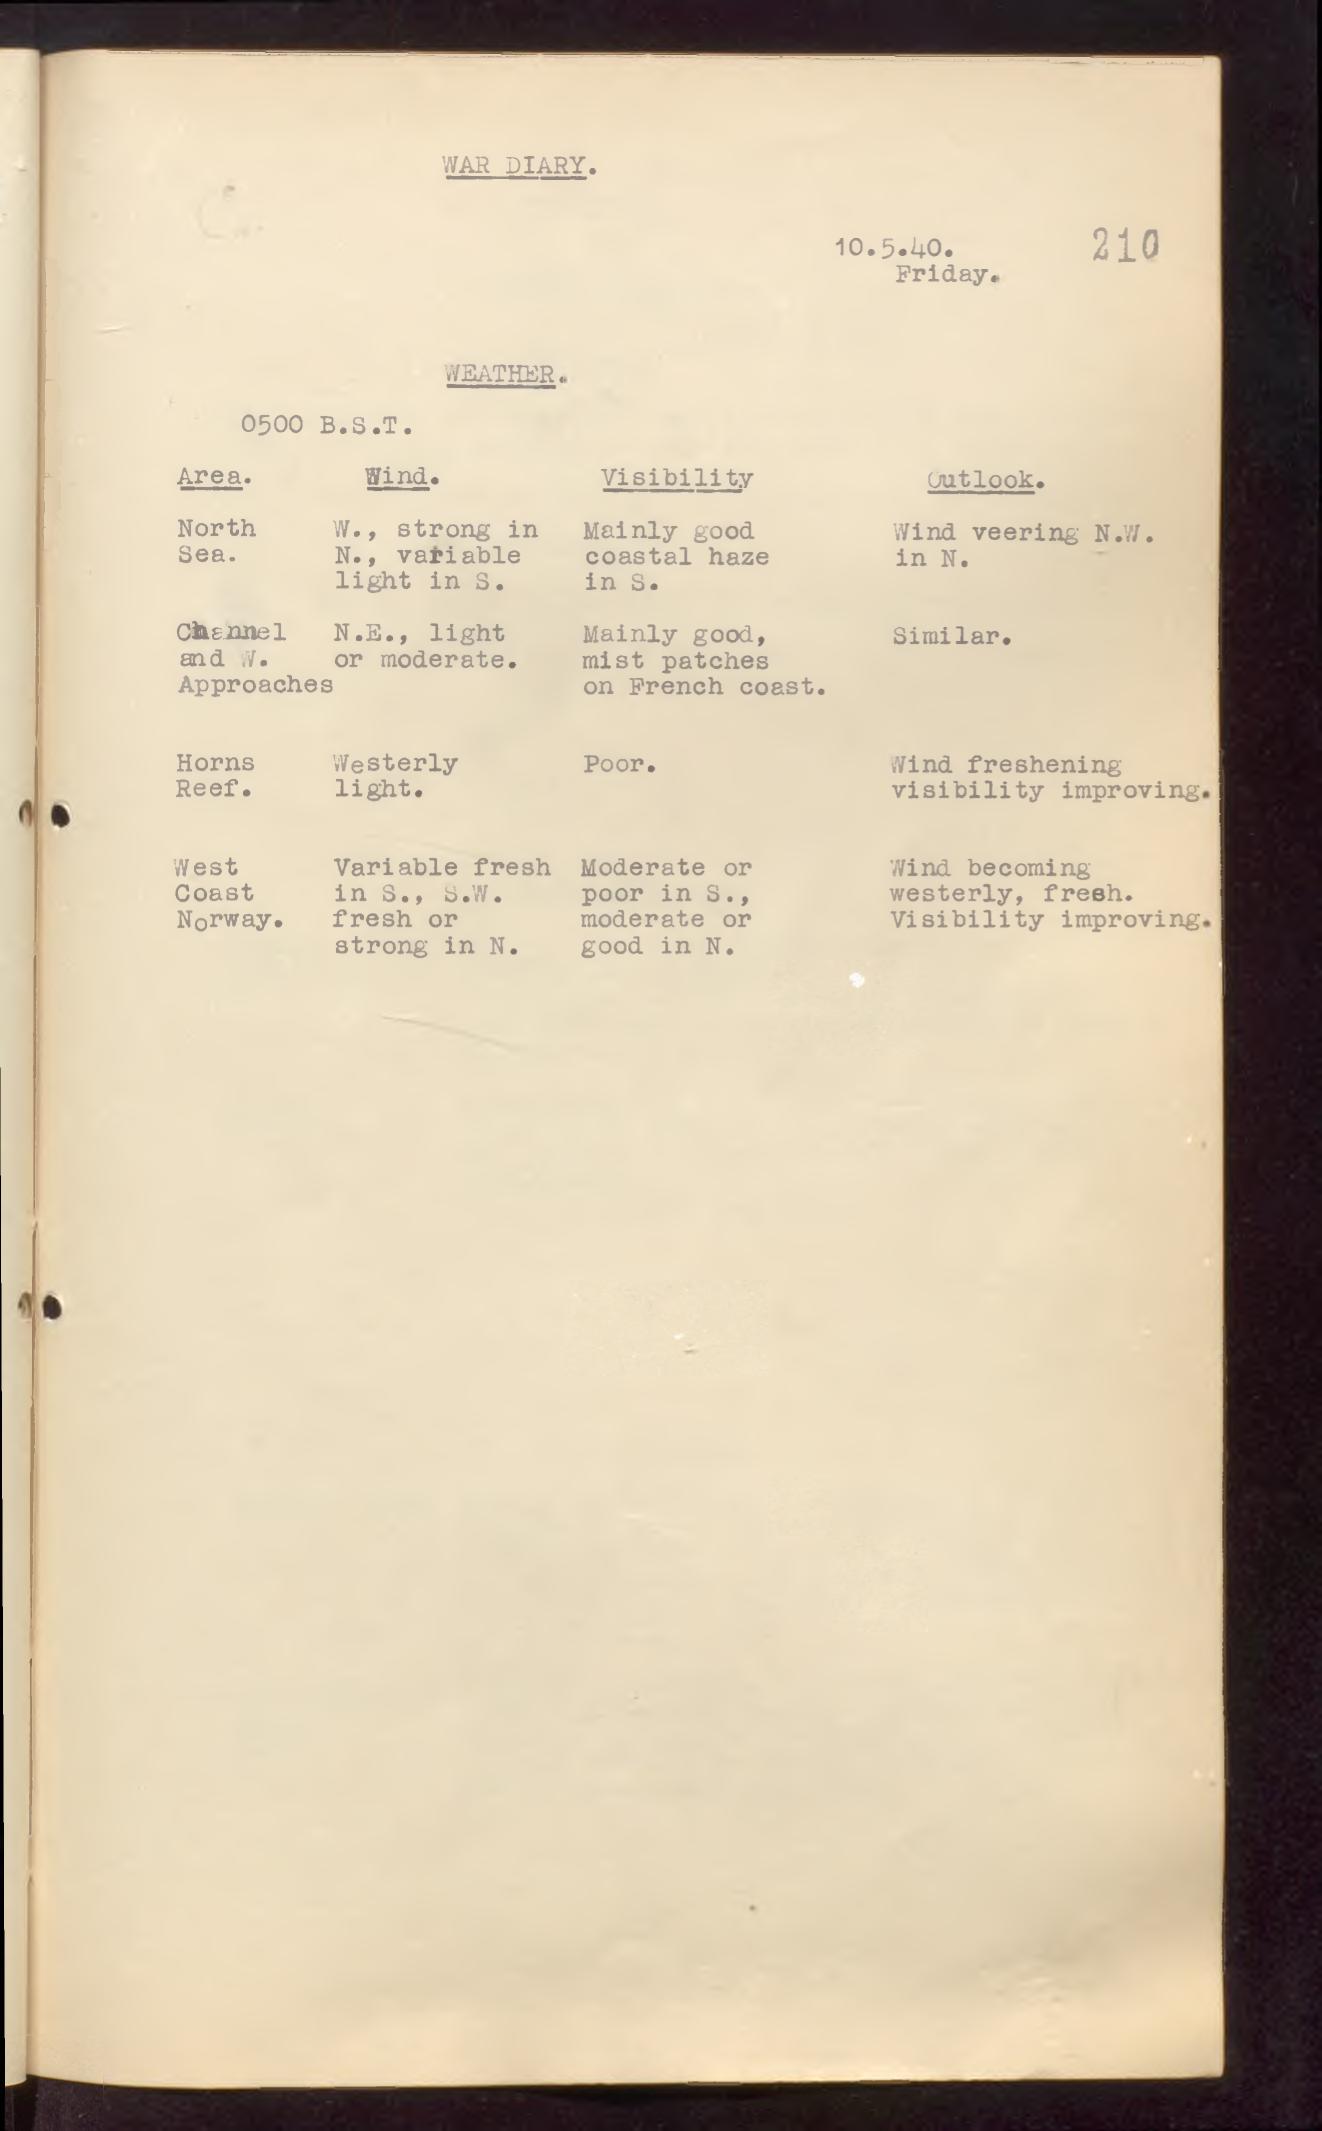 WAR DIARY.
10.5.40. 210
Friday.
WEATHER.
0500 B.S.T.
Area. Wind. Visibility Outlook.
North W., strong in Mainly good Wind veering N.W.
Sea. N., variable coastal haze in N.
light in S. in S.
Channel N.E., light Mainly good, Similar.
and W. or moderate. mist patches
Approaches on French coast.
Horns Westerly Poor. Wind freshening
Reef. light. visibility improving.
West Variable fresh Moderate or Wind becoming
Coast in S., S.W. poor in S., westerly, fresh.
Norway. fresh or moderate or Visibility improving.
strong in N. good in N.